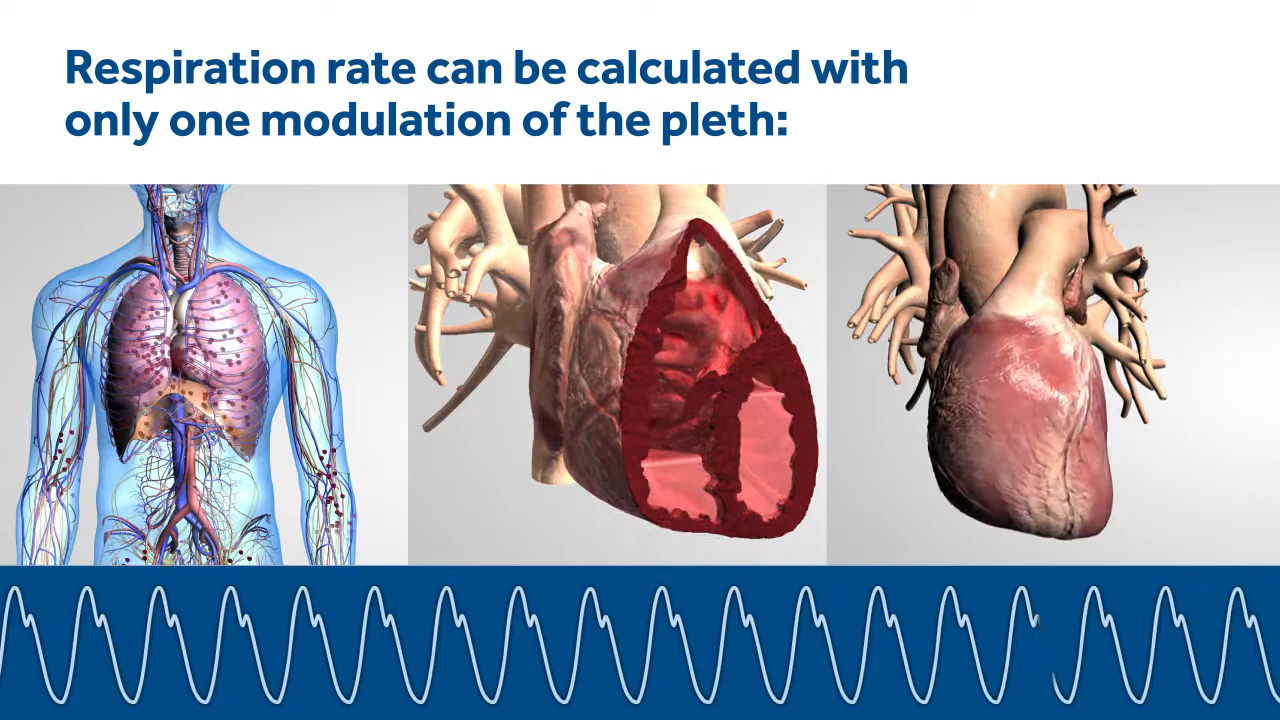 Respiration rate can be calculated with
only one modulation of the pleth: